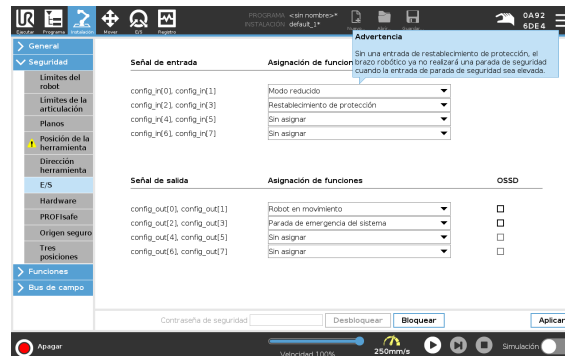 PROGRAMA <sin nombre>*
INSTALACIÓN default_1*
Ejecutar Programa Instalación Mover E/S Registro
0A92
6DE4
Advertencia
Sin una entrada de restablecimiento de protección, el
brazo robótico ya no realizará una parada de seguridad
cuando la entrada de parada de seguridad sea elevada.
General
Seguridad
Límites del
robot
Límites de la
articulación
Planos
Posición de la
herramienta
Dirección
herramienta
E/S
Hardware
PROFIsafe
Origen seguro
Tres
posiciones
Funciones
Bus de campo
Señal de entrada Asignación de funcion
config_in[0], config_in[1] Modo reducido
config_in[2], config_in[3] Restablecimiento de protección
config_in[4], config_in[5] Sin asignar
config_in[6], config_in[7] Sin asignar
Señal de salida Asignación de funciones OSSD
config_out[0], config_out[1] Robot en movimiento
config_out[2], config_out[3] Parada de emergencia del sistema
config_out[4], config_out[5] Sin asignar
config_out[6], config_out[7] Sin asignar
Contraseña de seguridad Desbloquear Bloquear Aplicar
Apagar
Velocidad 100%
250mm/s
Simulación